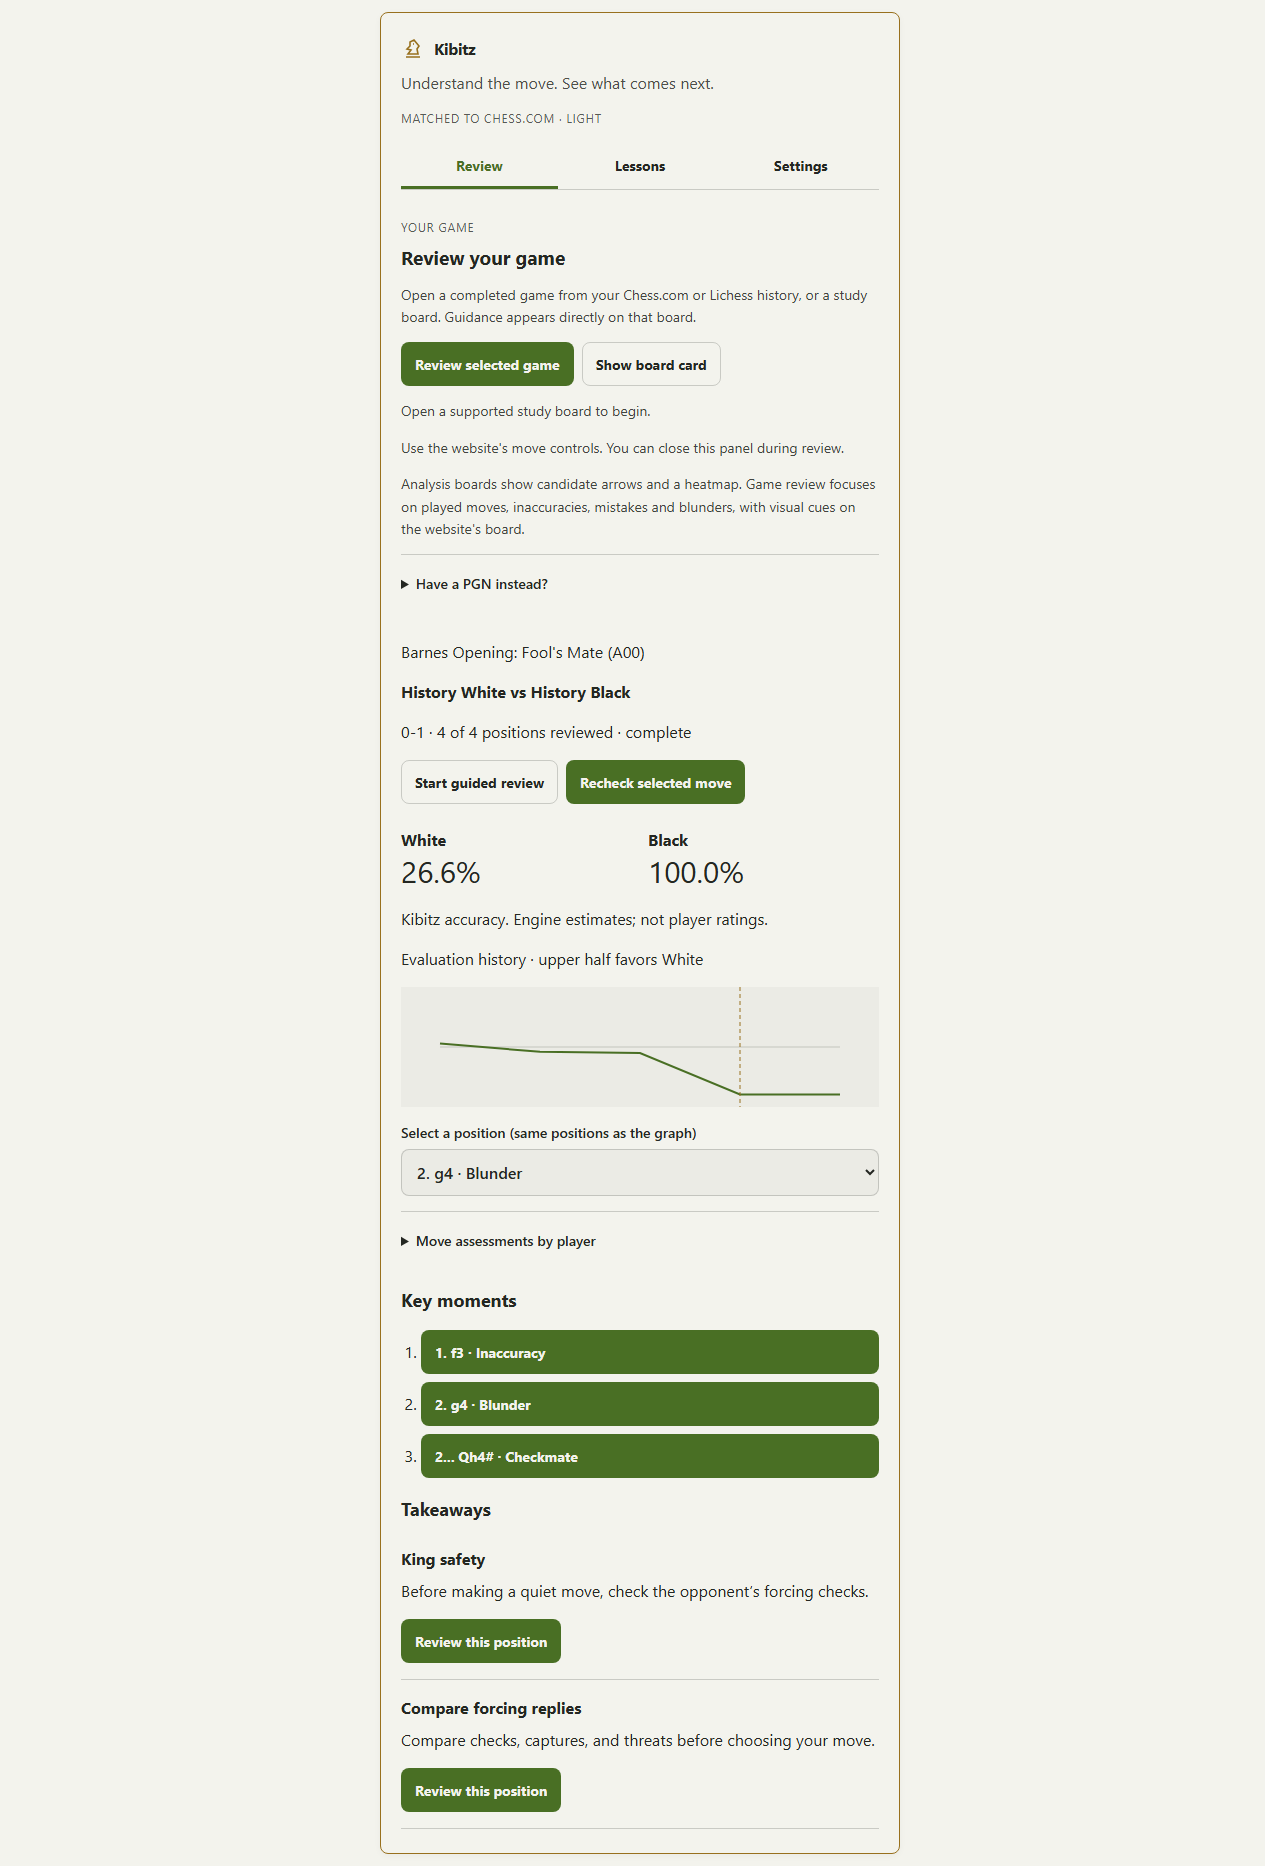 Kibitz
Understand the move. See what comes next.
MATCHED TO CHESS.COM · LIGHT
Review Lessons Settings
YOUR GAME
Review your game
Open a completed game from your Chess.com or Lichess history, or a study
board. Guidance appears directly on that board.
Review selected game Show board card
Open a supported study board to begin.
Use the website's move controls. You can close this panel during review.
Analysis boards show candidate arrows and a heatmap. Game review focuses
on played moves, inaccuracies, mistakes and blunders, with visual cues on
the website's board.
Have a PGN instead?
Barnes Opening: Fool's Mate (A00)
History White vs History Black
0-1 · 4 of 4 positions reviewed · complete
Start guided review Recheck selected move
White Black
26.6% 100.0%
Kibitz accuracy. Engine estimates; not player ratings.
Evaluation history · upper half favors White
Select a position (same positions as the graph)
2. g4 · Blunder
Move assessments by player
Key moments
1. 1. f3 · Inaccuracy
2. 2. g4 · Blunder
3. 2... Qh4# · Checkmate
Takeaways
King safety
Before making a quiet move, check the opponent’s forcing checks.
Review this position
Compare forcing replies
Compare checks, captures, and threats before choosing your move.
Review this position